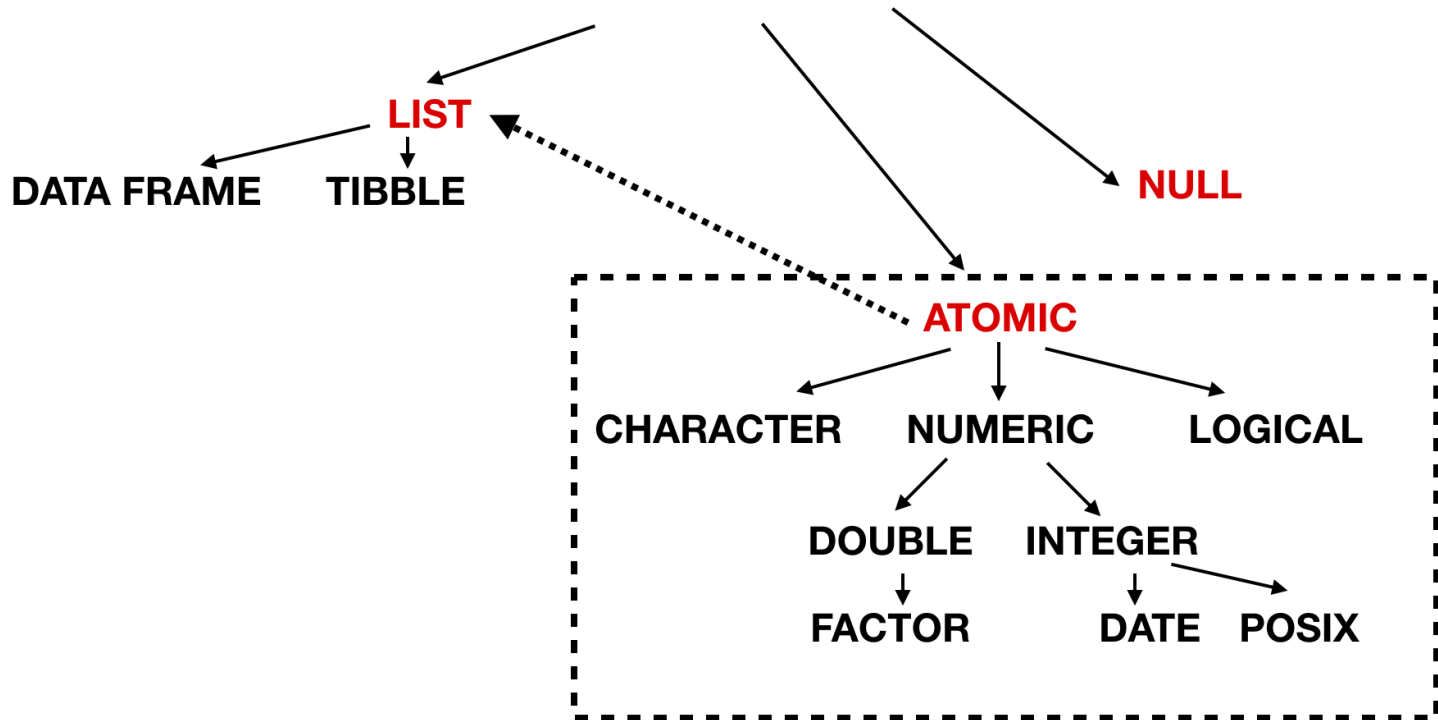 LIST
DATA FRAME TIBBLE
NULL
ATOMIC
CHARACTER NUMERIC LOGICAL
DOUBLE INTEGER
FACTOR DATE POSIX